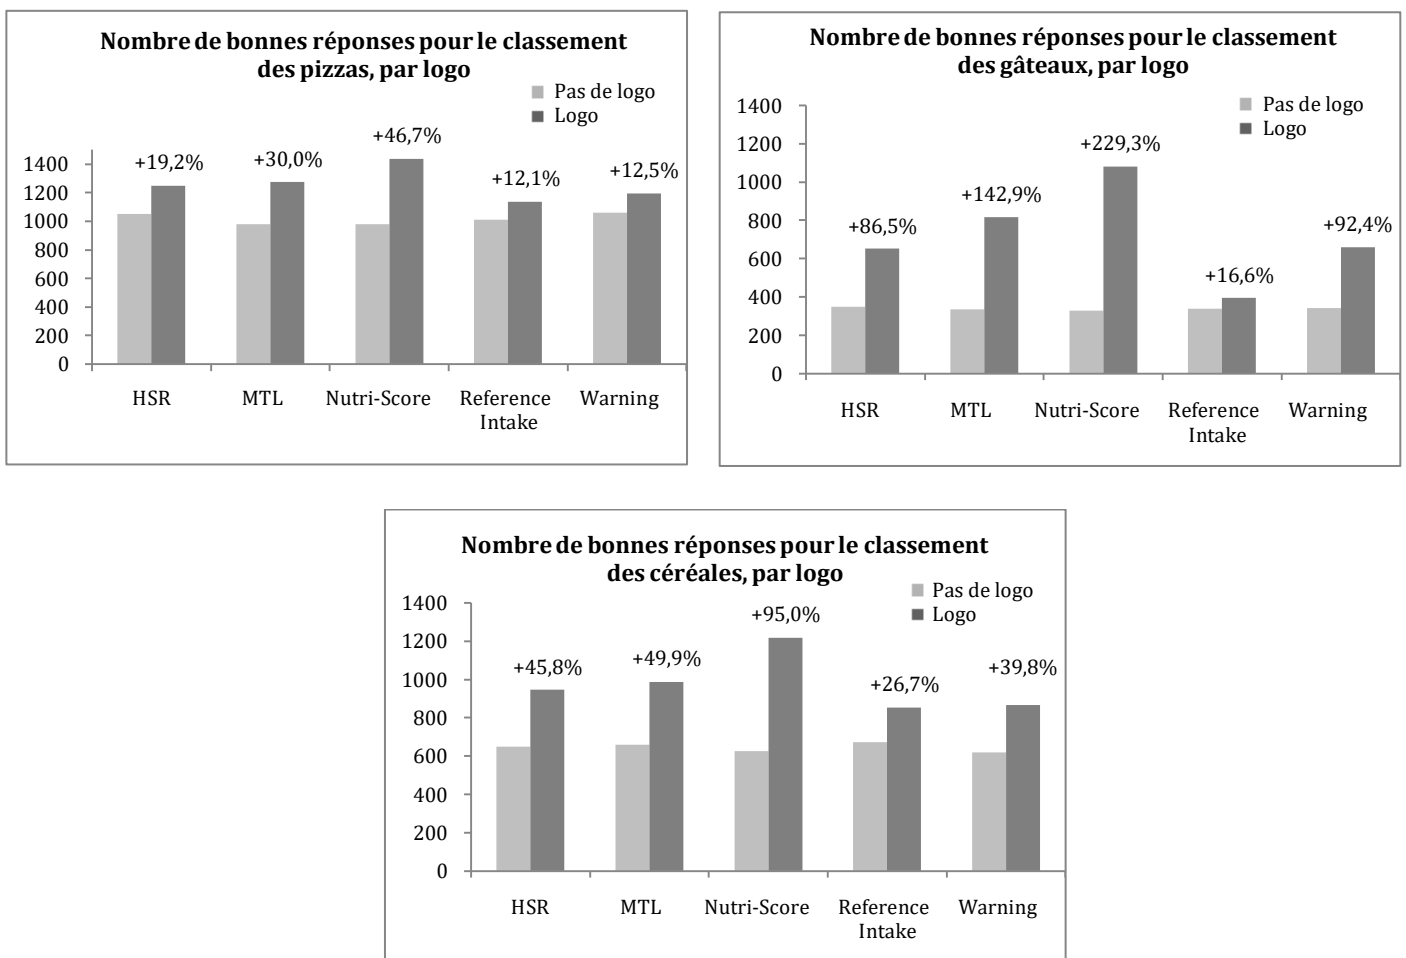 Nombre de bonnes réponses pour le classement
des pizzas, par logo
Pas de logo
Logo
1400
1200
1000
800
600
400
200
0
+19,2%
+30,0%
+46,7%
+12,1%
+12,5%
HSR
MTL
Nutri-Score
Reference
Intake
Warning
Nombre de bonnes réponses pour le classement
des gâteaux, par logo
Pas de logo
Logo
1400
1200
1000
800
600
400
200
0
+86,5%
+142,9%
+229,3%
+16,6%
+92,4%
HSR
MTL
Nutri-Score
Reference
Intake
Warning
Nombre de bonnes réponses pour le classement
des céréales, par logo
Pas de logo
Logo
1400
1200
1000
800
600
400
200
0
+45,8%
+49,9%
+95,0%
+26,7%
+39,8%
HSR
MTL
Nutri-Score
Reference
Intake
Warning